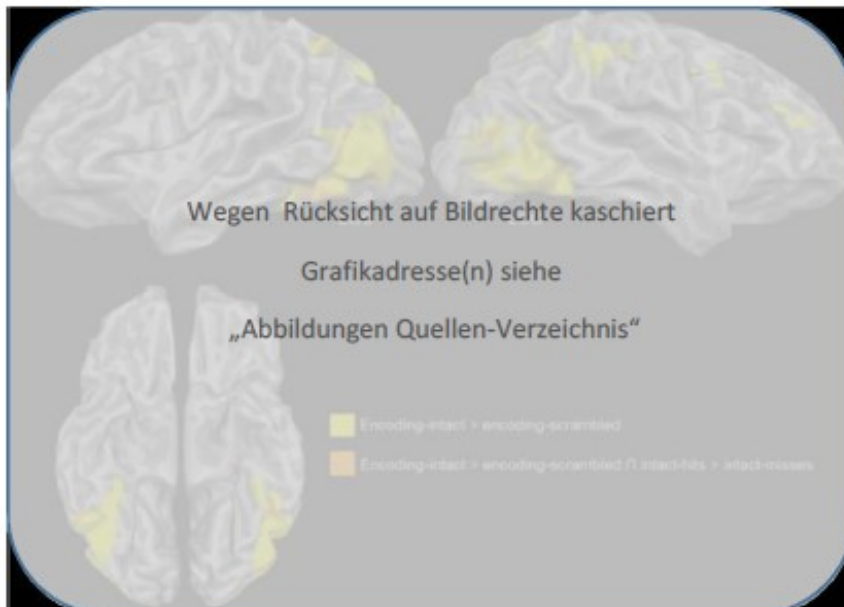 Wegen Rücksicht auf Bildrechte kaschiert
Grafikadresse(n) siehe
„Abbildungen Quellen-Verzeichnis“
Encoding-intact > encoding-scrambled
Encoding-intact > encoding-scrambled ∩ intact-hits > intact-misses